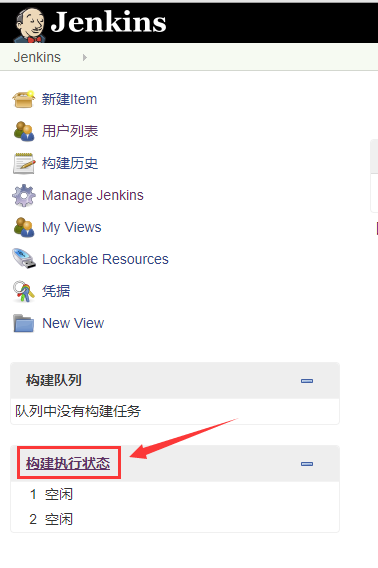 Jenkins
Jenkins
新建Item
用户列表
构建历史
Manage Jenkins
My Views
Lockable Resources
凭据
New View
构建队列
队列中没有构建任务
构建执行状态
1 空闲
2 空闲